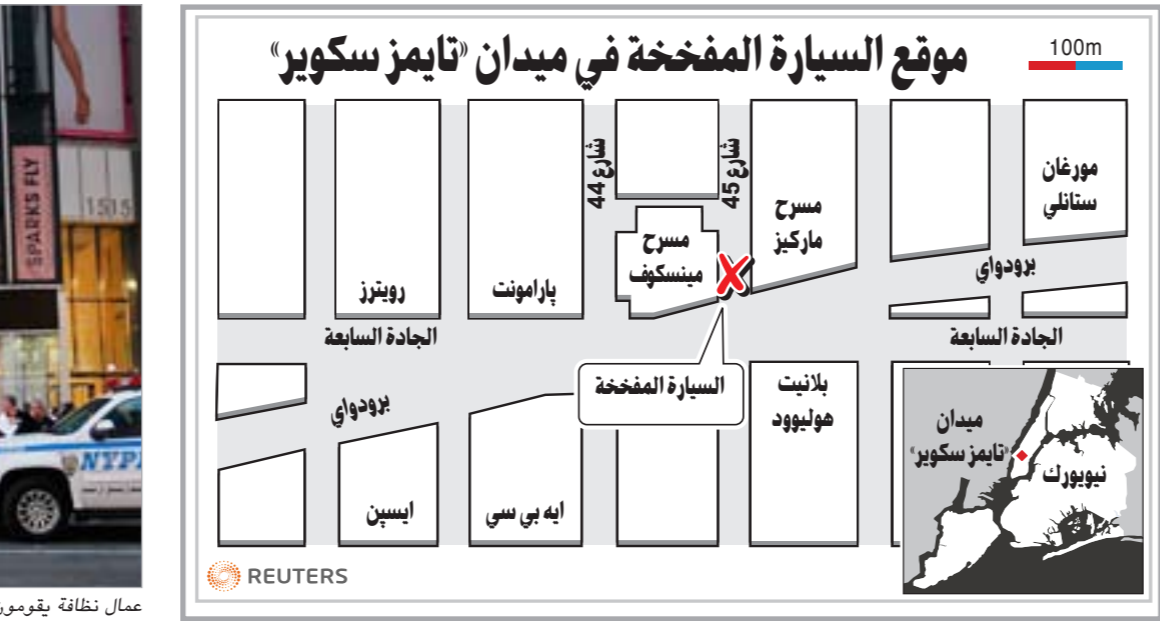 موقع السيارة المفخخة في ميدان «تايمز سكوير»
100m
شارع 44
شارع 45
مورغان
ستانلي
مسرح
ماركيز
مسرح
مينسكوف
برودواي
پارامونت
رويترز
الجادة السابعة
الجادة السابعة
السيارة المفخخة
بلانيت
هوليوود
برودواي
ايسپن
ايه بي سي
ميدان
«تايمز سكوير»
نيويورك
REUTERS
SPARKS FLY
1515
NYP
عمال نظافة يقومون